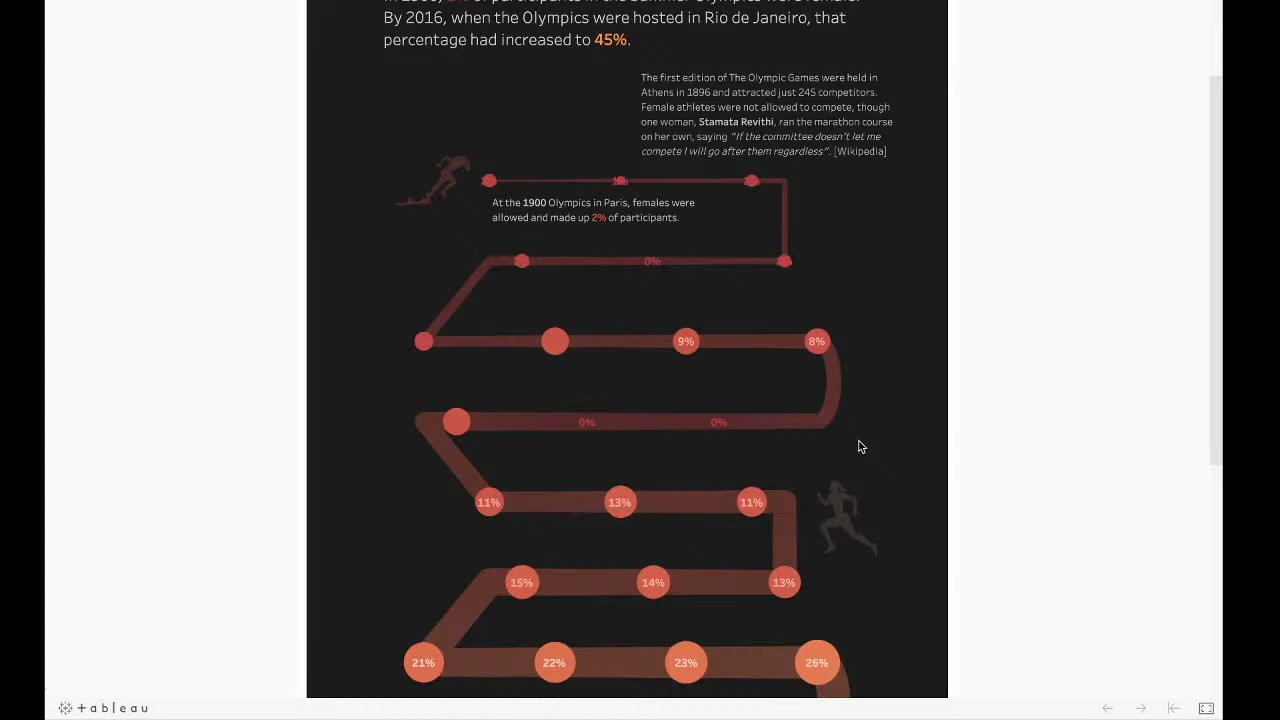 By 2016, when the Olympics were hosted in Rio de Janeiro, that
percentage had increased to 45%.
The first edition of The Olympic Games were held in
Athens in 1896 and attracted just 245 competitors.
Female athletes were not allowed to compete, though
one woman, Stamata Revithi, ran the marathon course
on her own, saying "If the committee doesn't let me
compete I will go after them regardless". [Wikipedia]
At the 1900 Olympics in Paris, females were
allowed and made up 2% of participants.
0%
9% 8%
0% 0%
11% 13% 11%
15% 14% 13%
21% 22% 23% 26%
+ a b l e a u